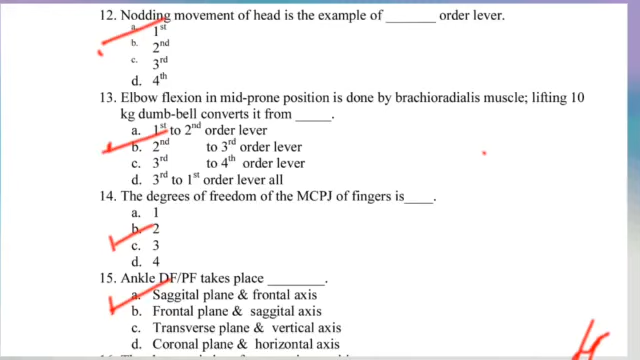 12. Nodding movement of head is the example of _______ order lever.
a. 1st
b. 2nd
c. 3rd
d. 4th
13. Elbow flexion in mid-prone position is done by brachioradialis muscle; lifting 10
kg dumb-bell converts it from _____.
a. 1st to 2nd order lever
b. 2nd to 3rd order lever
c. 3rd to 4th order lever
d. 3rd to 1st order lever all
14. The degrees of freedom of the MCPJ of fingers is____.
a. 1
b. 2
c. 3
d. 4
15. Ankle DF/PF takes place ________.
a. Saggital plane & frontal axis
b. Frontal plane & saggital axis
c. Transverse plane & vertical axis
d. Coronal plane & horizontal axis